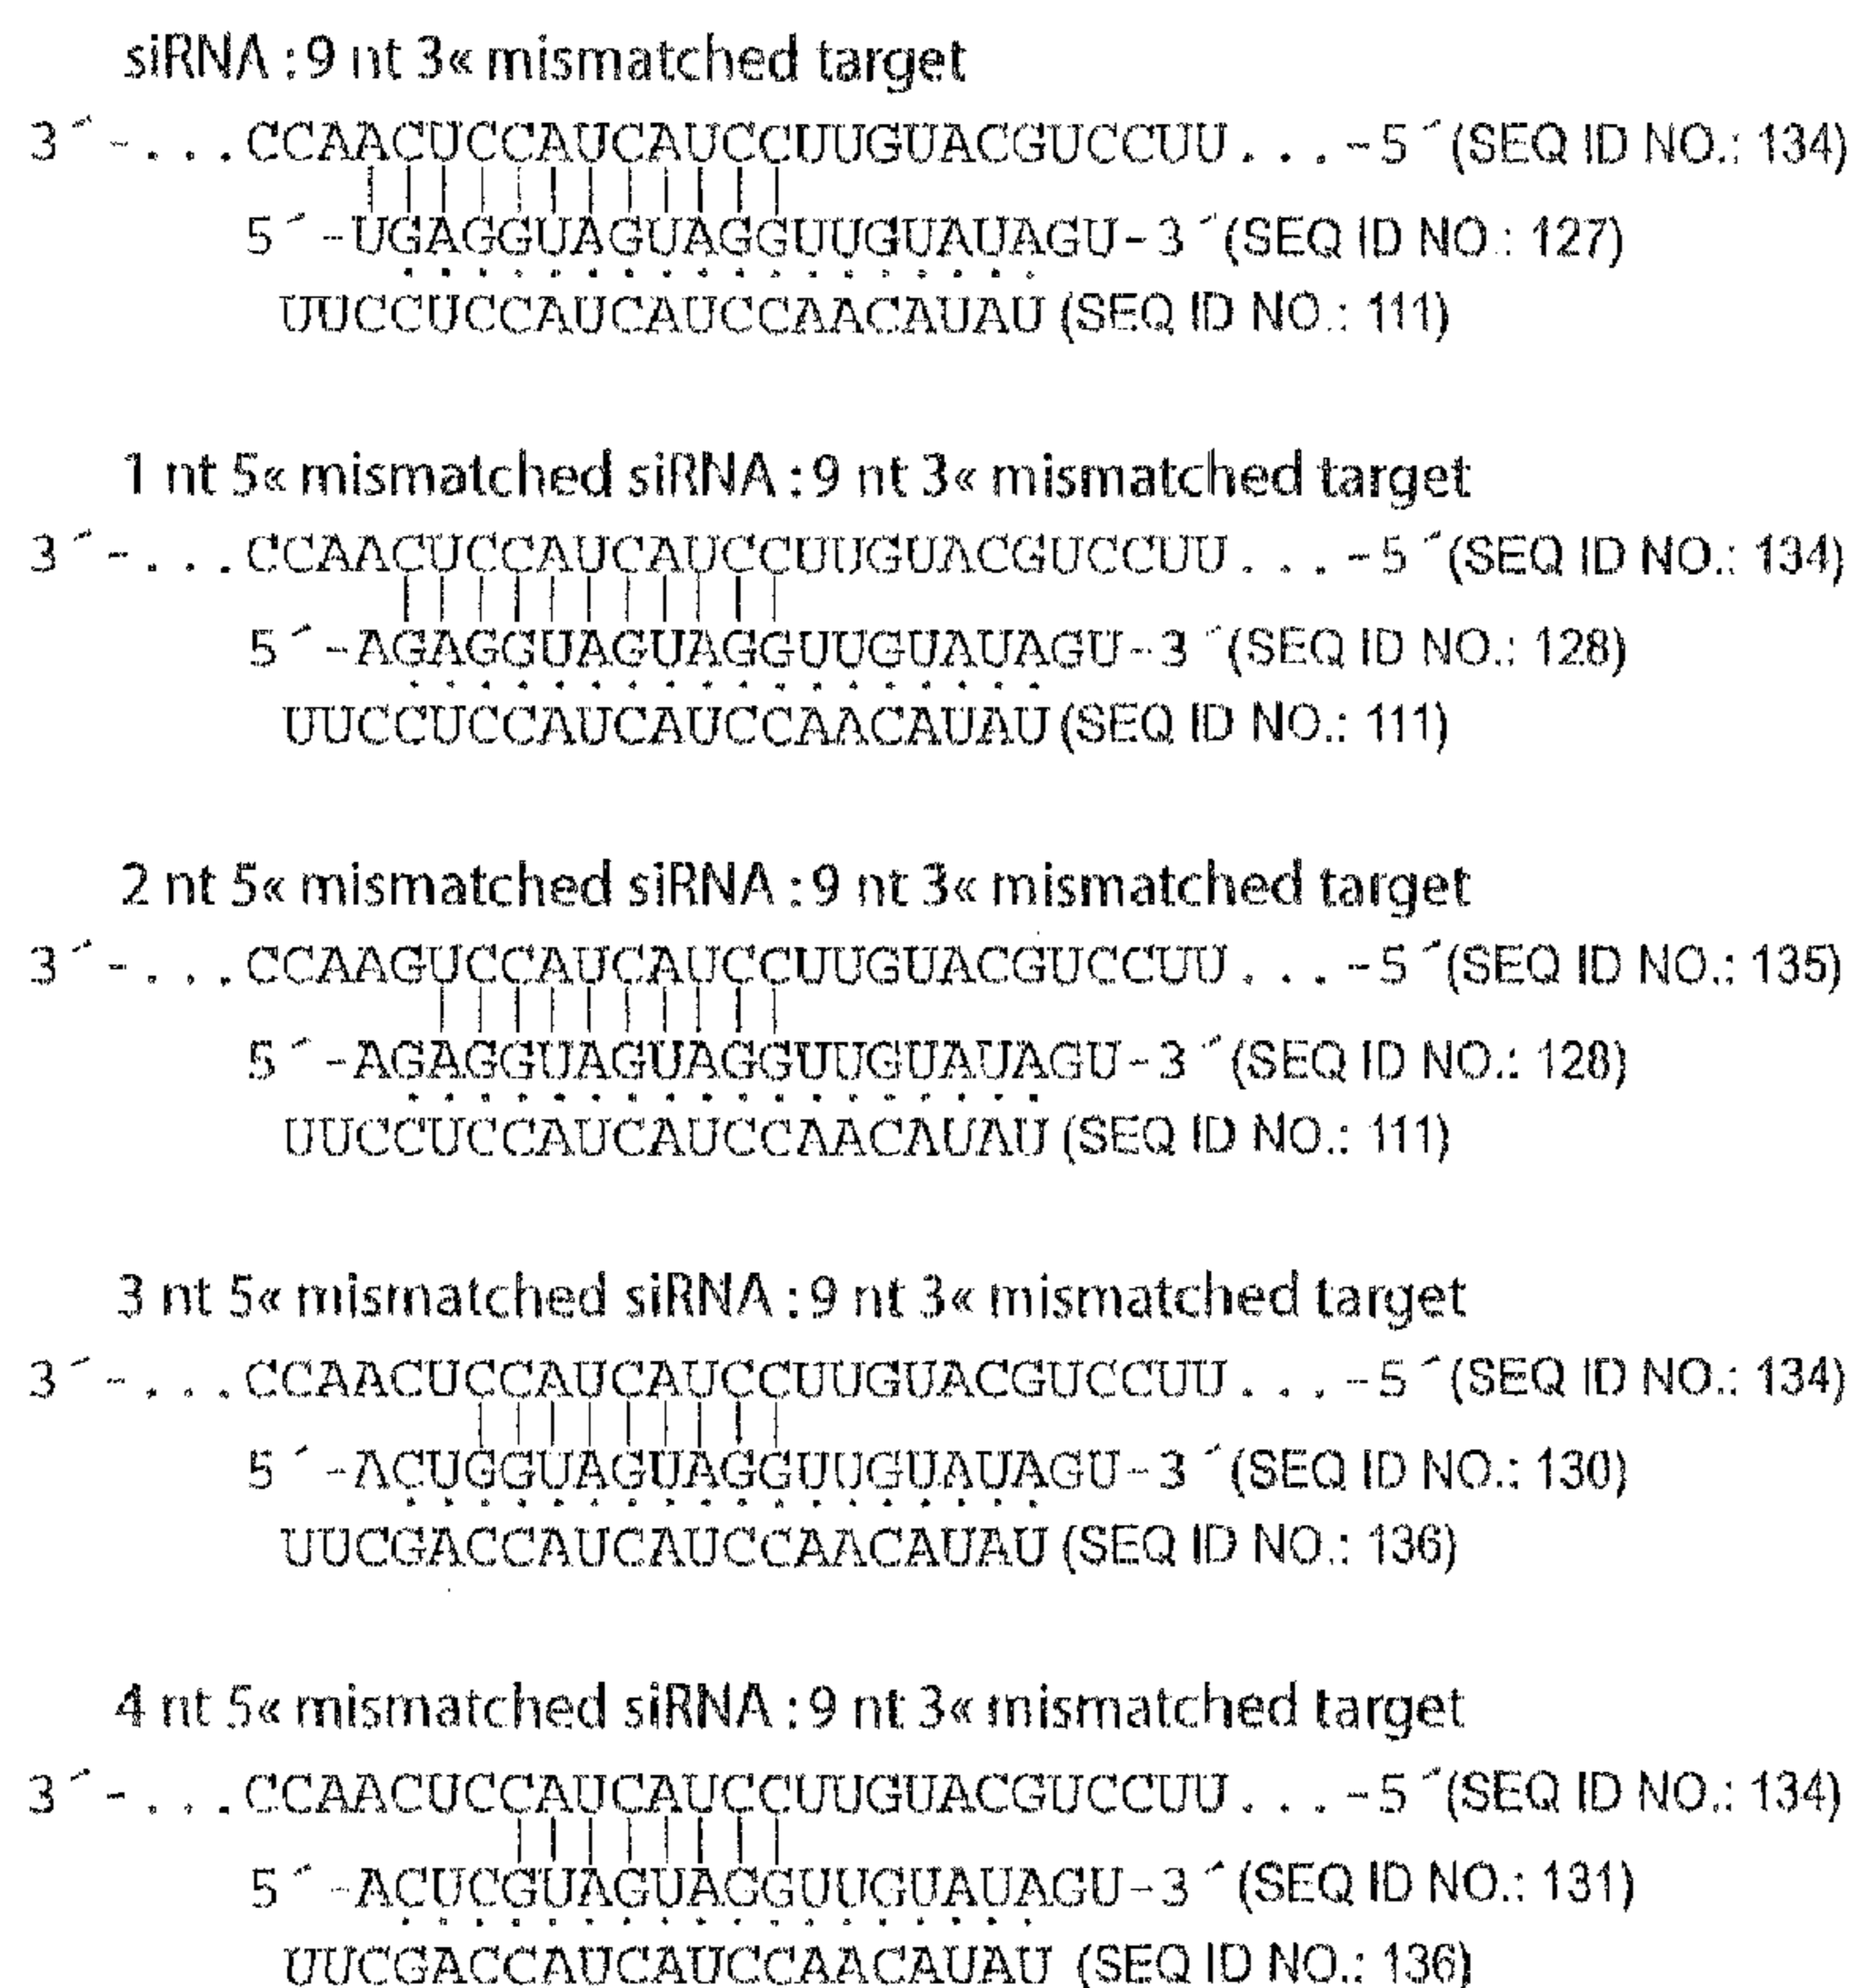 siRNA : 9 nt 3« mismatched target
3´-...CCAACUCCAUCAUCCUUGUACGUCCUU...-5´(SEQ ID NO.: 134)
5´-UGAGGUAGUAGGUUGUAUAGU-3´(SEQ ID NO.: 127)
UUCCUCCAUCAUCCAACAUAU (SEQ ID NO.: 111)
1 nt 5« mismatched siRNA : 9 nt 3« mismatched target
3´-...CCAACUCCAUCAUCCUUGUACGUCCUU...-5´(SEQ ID NO.: 134)
5´-AGAGGUAGUAGGUUGUAUAGU-3´(SEQ ID NO.: 128)
UUCCUCCAUCAUCCAACAUAU (SEQ ID NO.: 111)
2 nt 5« mismatched siRNA : 9 nt 3« mismatched target
3´-...CCAAGUCCAUCAUCCUUGUACGUCCUU...-5´(SEQ ID NO.: 135)
5´-AGAGGUAGUAGGUUGUAUAGU-3´(SEQ ID NO.: 128)
UUCCUCCAUCAUCCAACAUAU (SEQ ID NO.: 111)
3 nt 5« mismatched siRNA : 9 nt 3« mismatched target
3´-...CCAACUCCAUCAUCCUUGUACGUCCUU...-5´(SEQ ID NO.: 134)
5´-ACUGGUAGUAGGUUGUAUAGU-3´(SEQ ID NO.: 130)
UUCGACCAUCAUCCAACAUAU (SEQ ID NO.: 136)
4 nt 5« mismatched siRNA : 9 nt 3« mismatched target
3´-...CCAACUCCAUCAUCCUUGUACGUCCUU...-5´(SEQ ID NO.: 134)
5´-ACUCGUAGUAGGUUGUAUAGU-3´(SEQ ID NO.: 131)
UUCGACCAUCAUCCAACAUAU (SEQ ID NO.: 136)